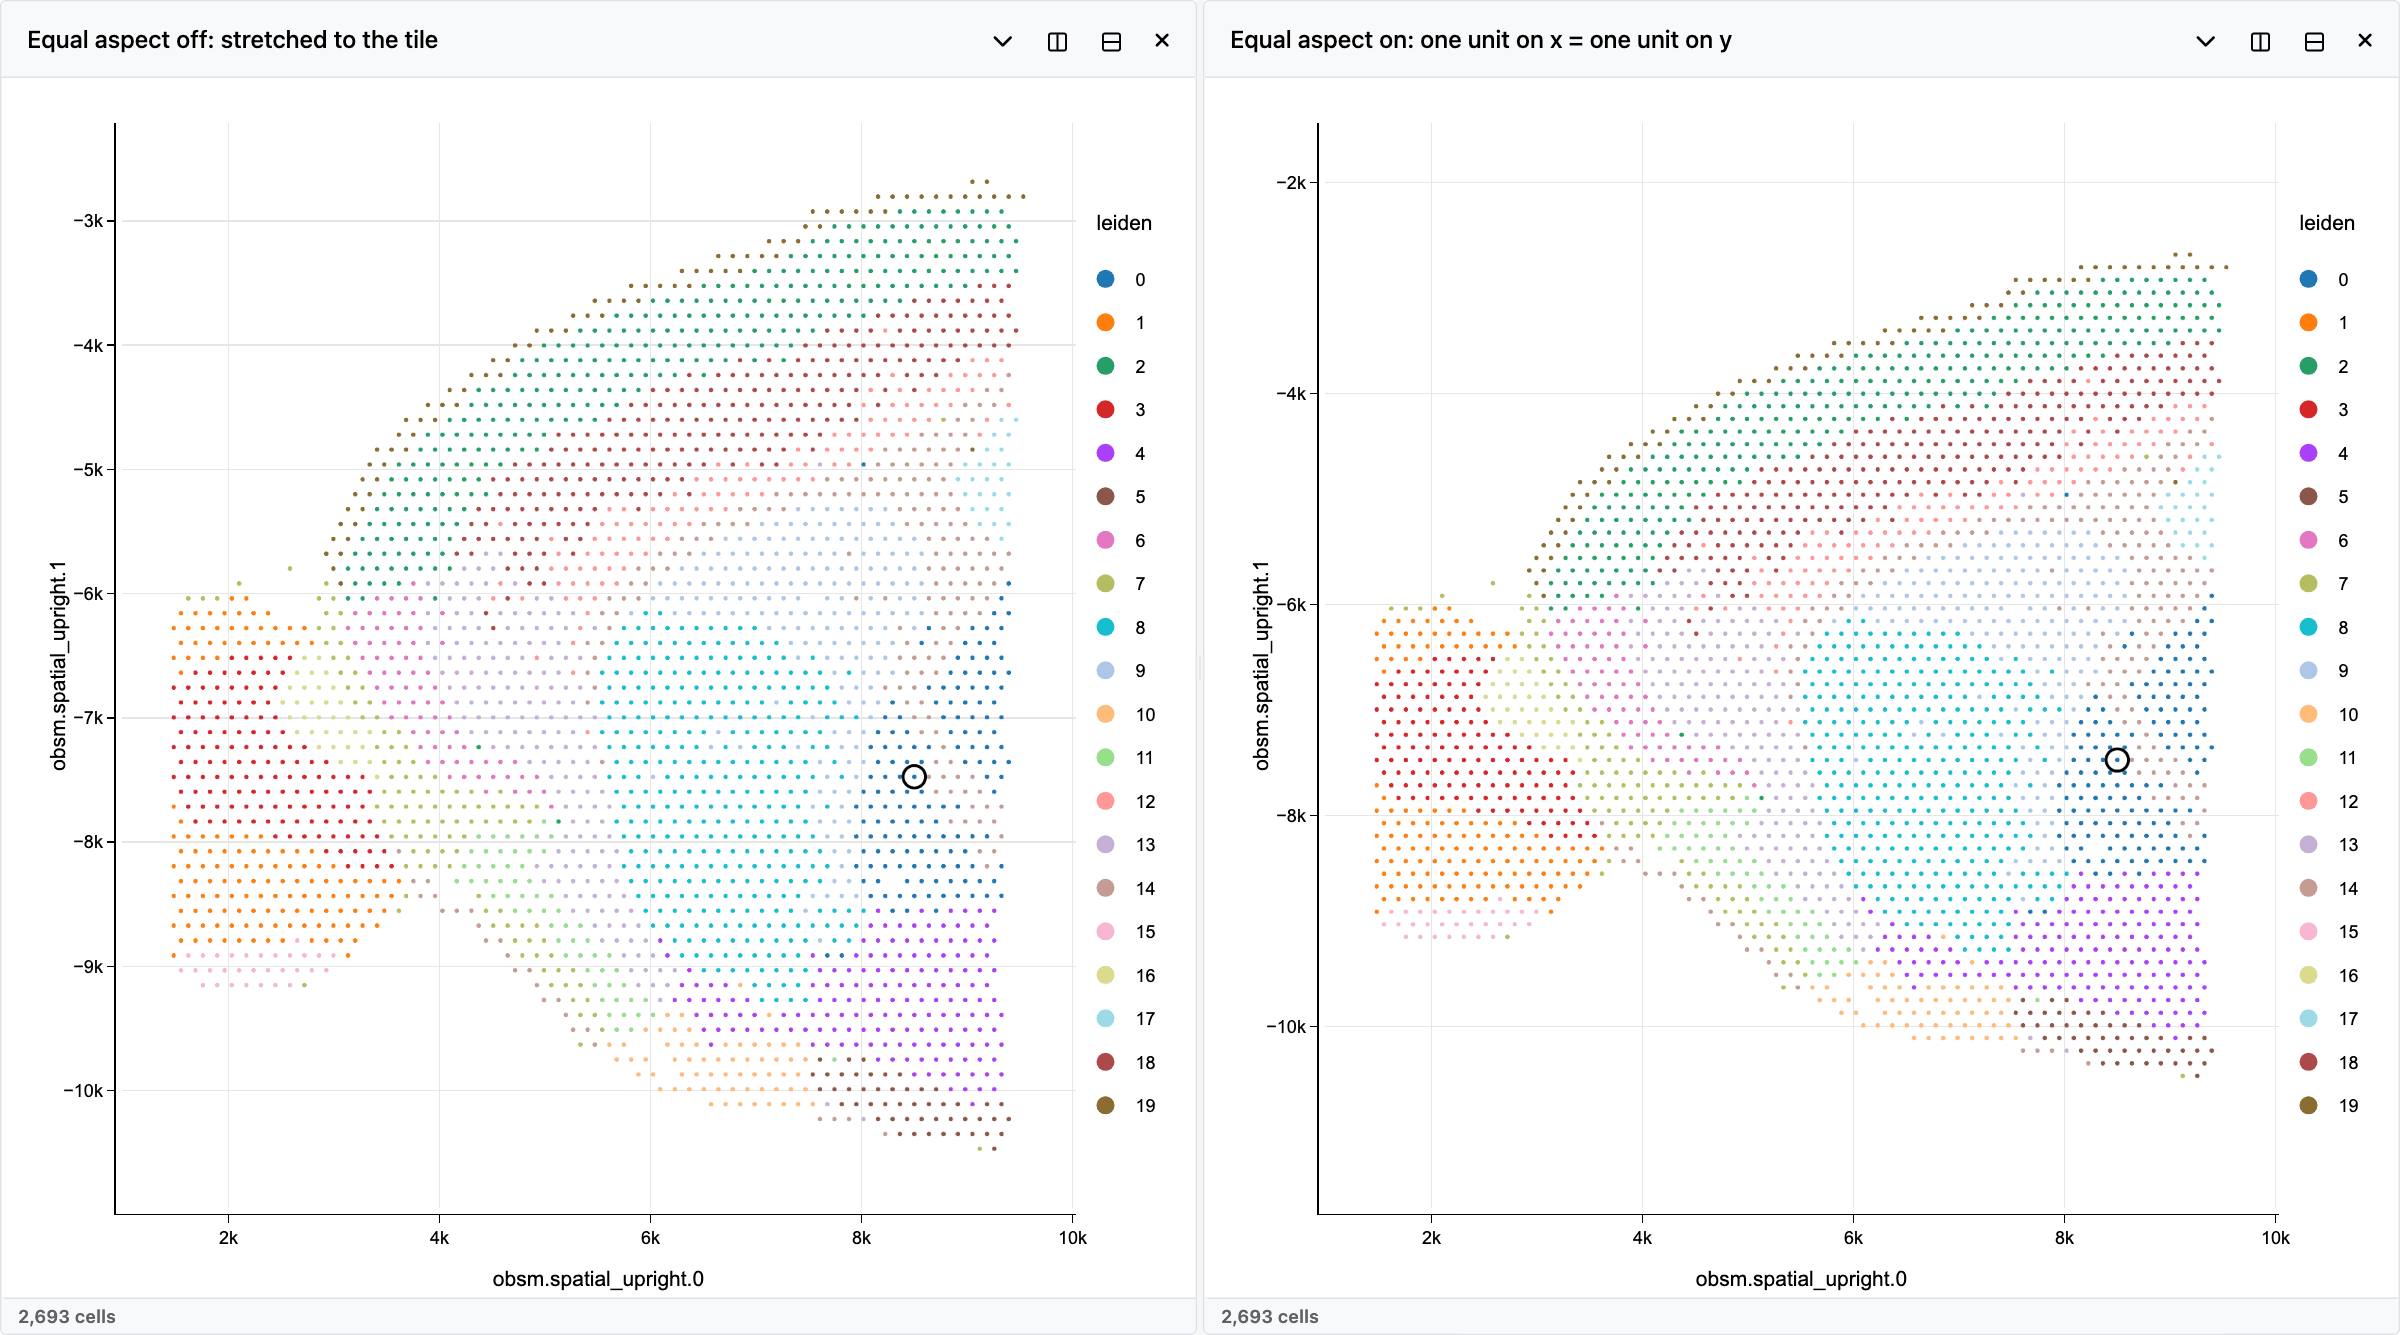 Equal aspect off: stretched to the tile
obsm.spatial_upright.1
−3k
−4k
−5k
−6k
−7k
−8k
−9k
−10k
2k
4k
6k
8k
10k
obsm.spatial_upright.0
leiden
0
1
2
3
4
5
6
7
8
9
10
11
12
13
14
15
16
17
18
19
2,693 cells
Equal aspect on: one unit on x = one unit on y
obsm.spatial_upright.1
−2k
−4k
−6k
−8k
−10k
2k
4k
6k
8k
10k
obsm.spatial_upright.0
leiden
0
1
2
3
4
5
6
7
8
9
10
11
12
13
14
15
16
17
18
19
2,693 cells